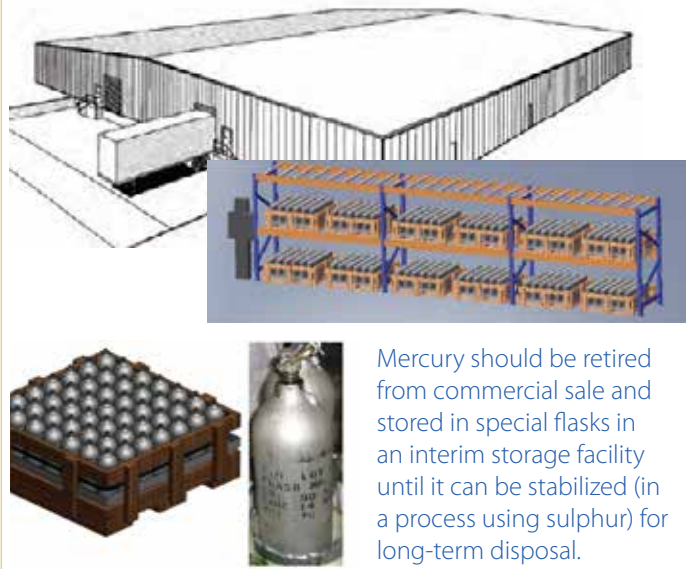 Mercury should be retired
from commercial sale and
stored in special flasks in
an interim storage facility
until it can be stabilized (in
a process using sulphur) for
long-term disposal.